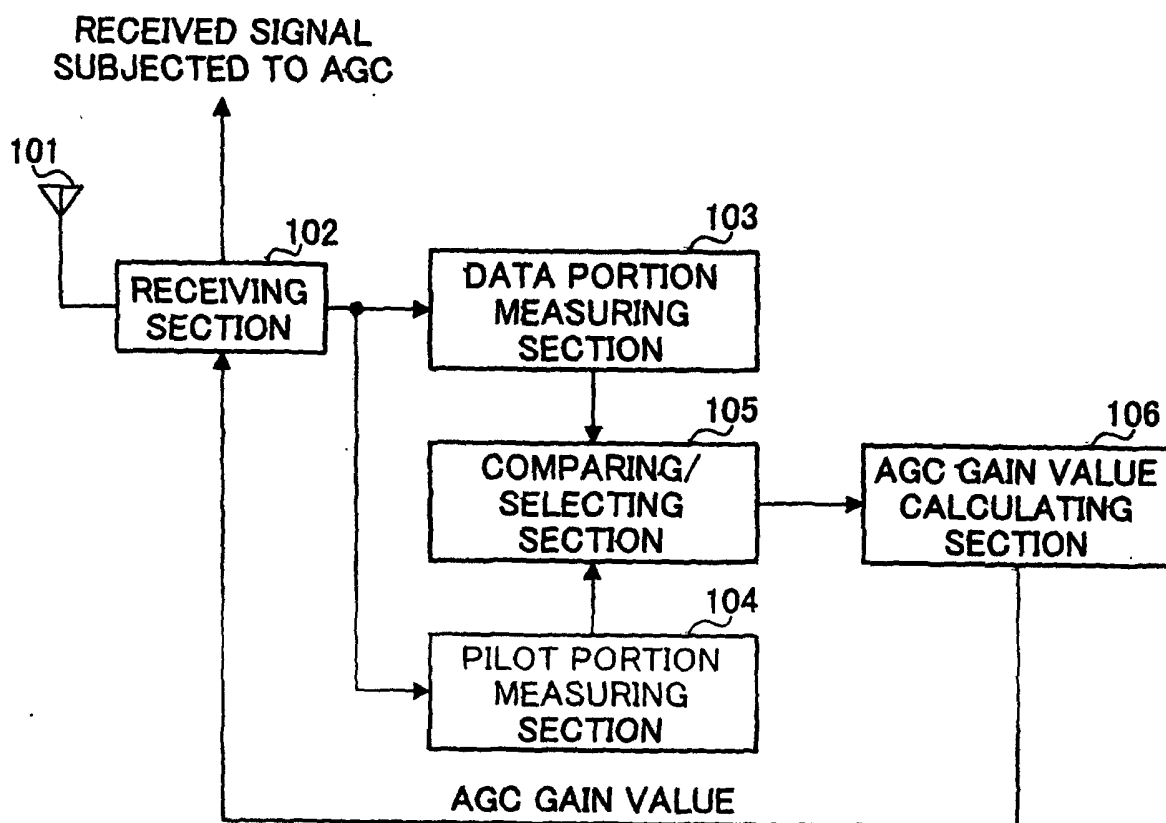 RECEIVED SIGNAL
SUBJECTED TO AGC
101
102
RECEIVING
SECTION
103
DATA PORTION
MEASURING
SECTION
105
COMPARING/
SELECTING
SECTION
106
AGC GAIN VALUE
CALCULATING
SECTION
104
PILOT PORTION
MEASURING
SECTION
AGC GAIN VALUE